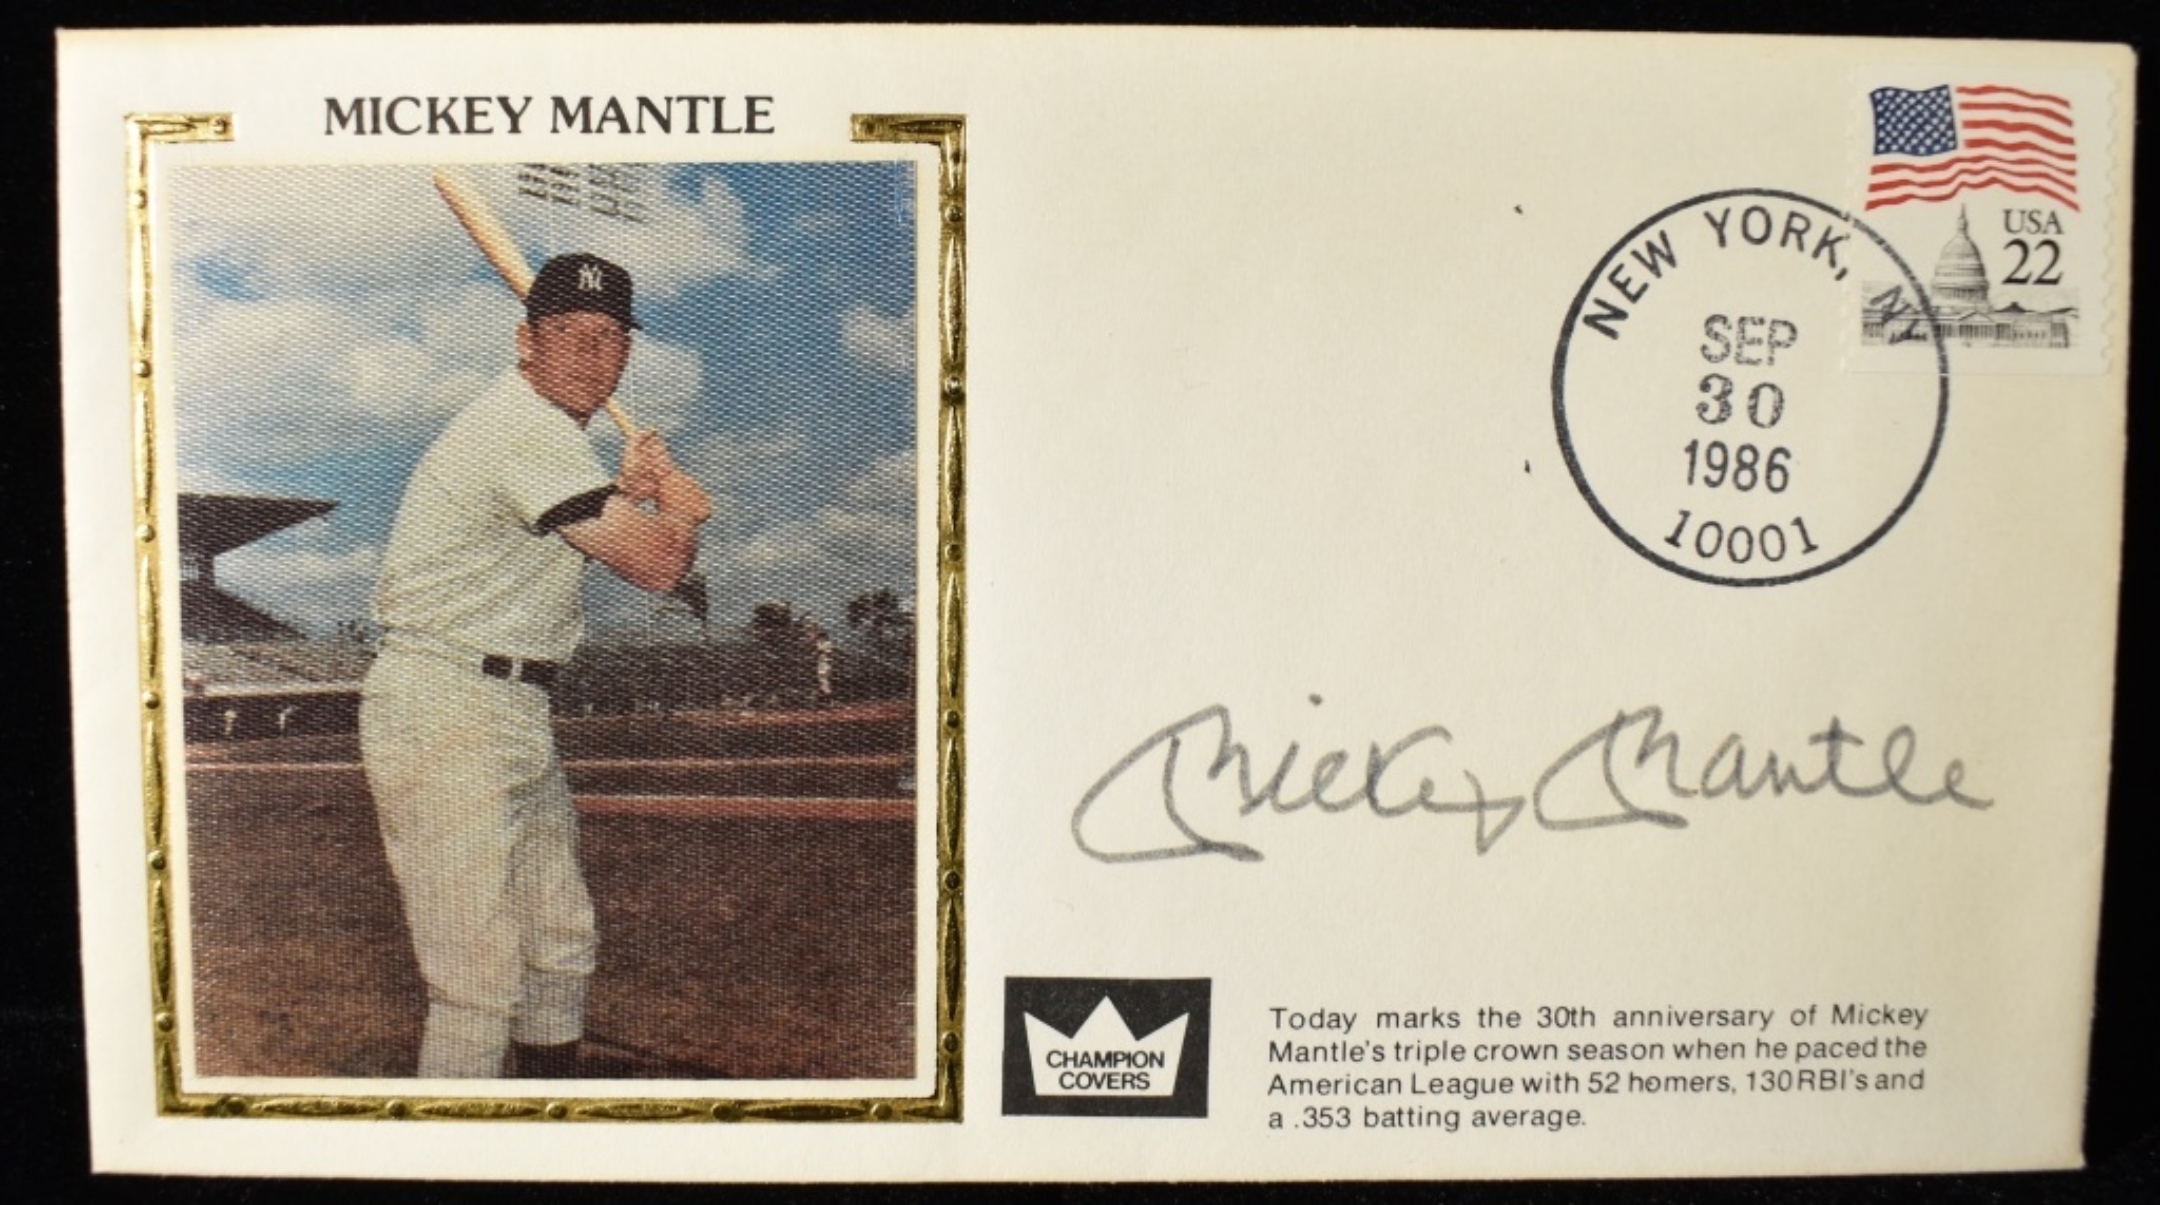 MICKEY MANTLE
USA
22
NEW YORK, NY
SEP
30
1986
10001
Mickey Mantle
CHAMPION
COVERS
Today marks the 30th anniversary of Mickey
Mantle's triple crown season when he paced the
American League with 52 homers, 130 RBI's and
a .353 batting average.